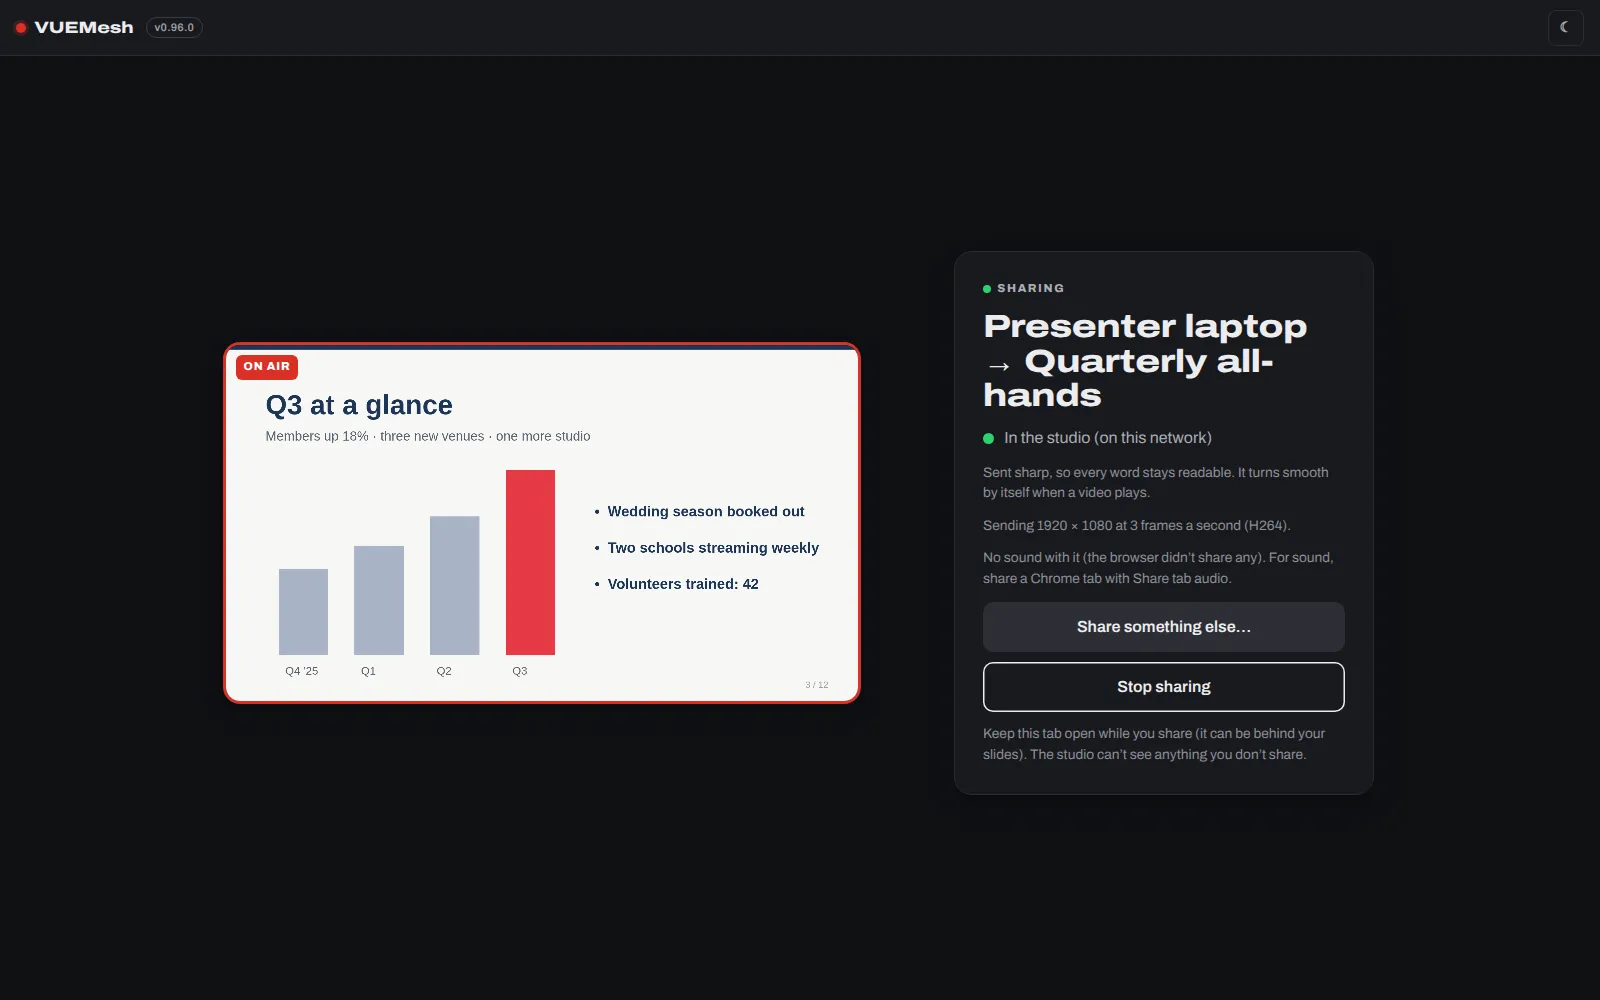 VUEMesh
v0.96.0
ON AIR
Q3 at a glance
Members up 18% · three new venues · one more studio
• Wedding season booked out
• Two schools streaming weekly
• Volunteers trained: 42
Q4 '25
Q1
Q2
Q3
3 / 12
SHARING
Presenter laptop
→ Quarterly all-
hands
In the studio (on this network)
Sent sharp, so every word stays readable. It turns smooth
by itself when a video plays.
Sending 1920 × 1080 at 3 frames a second (H264).
No sound with it (the browser didn’t share any). For sound,
share a Chrome tab with Share tab audio.
Share something else…
Stop sharing
Keep this tab open while you share (it can be behind your
slides). The studio can’t see anything you don’t share.